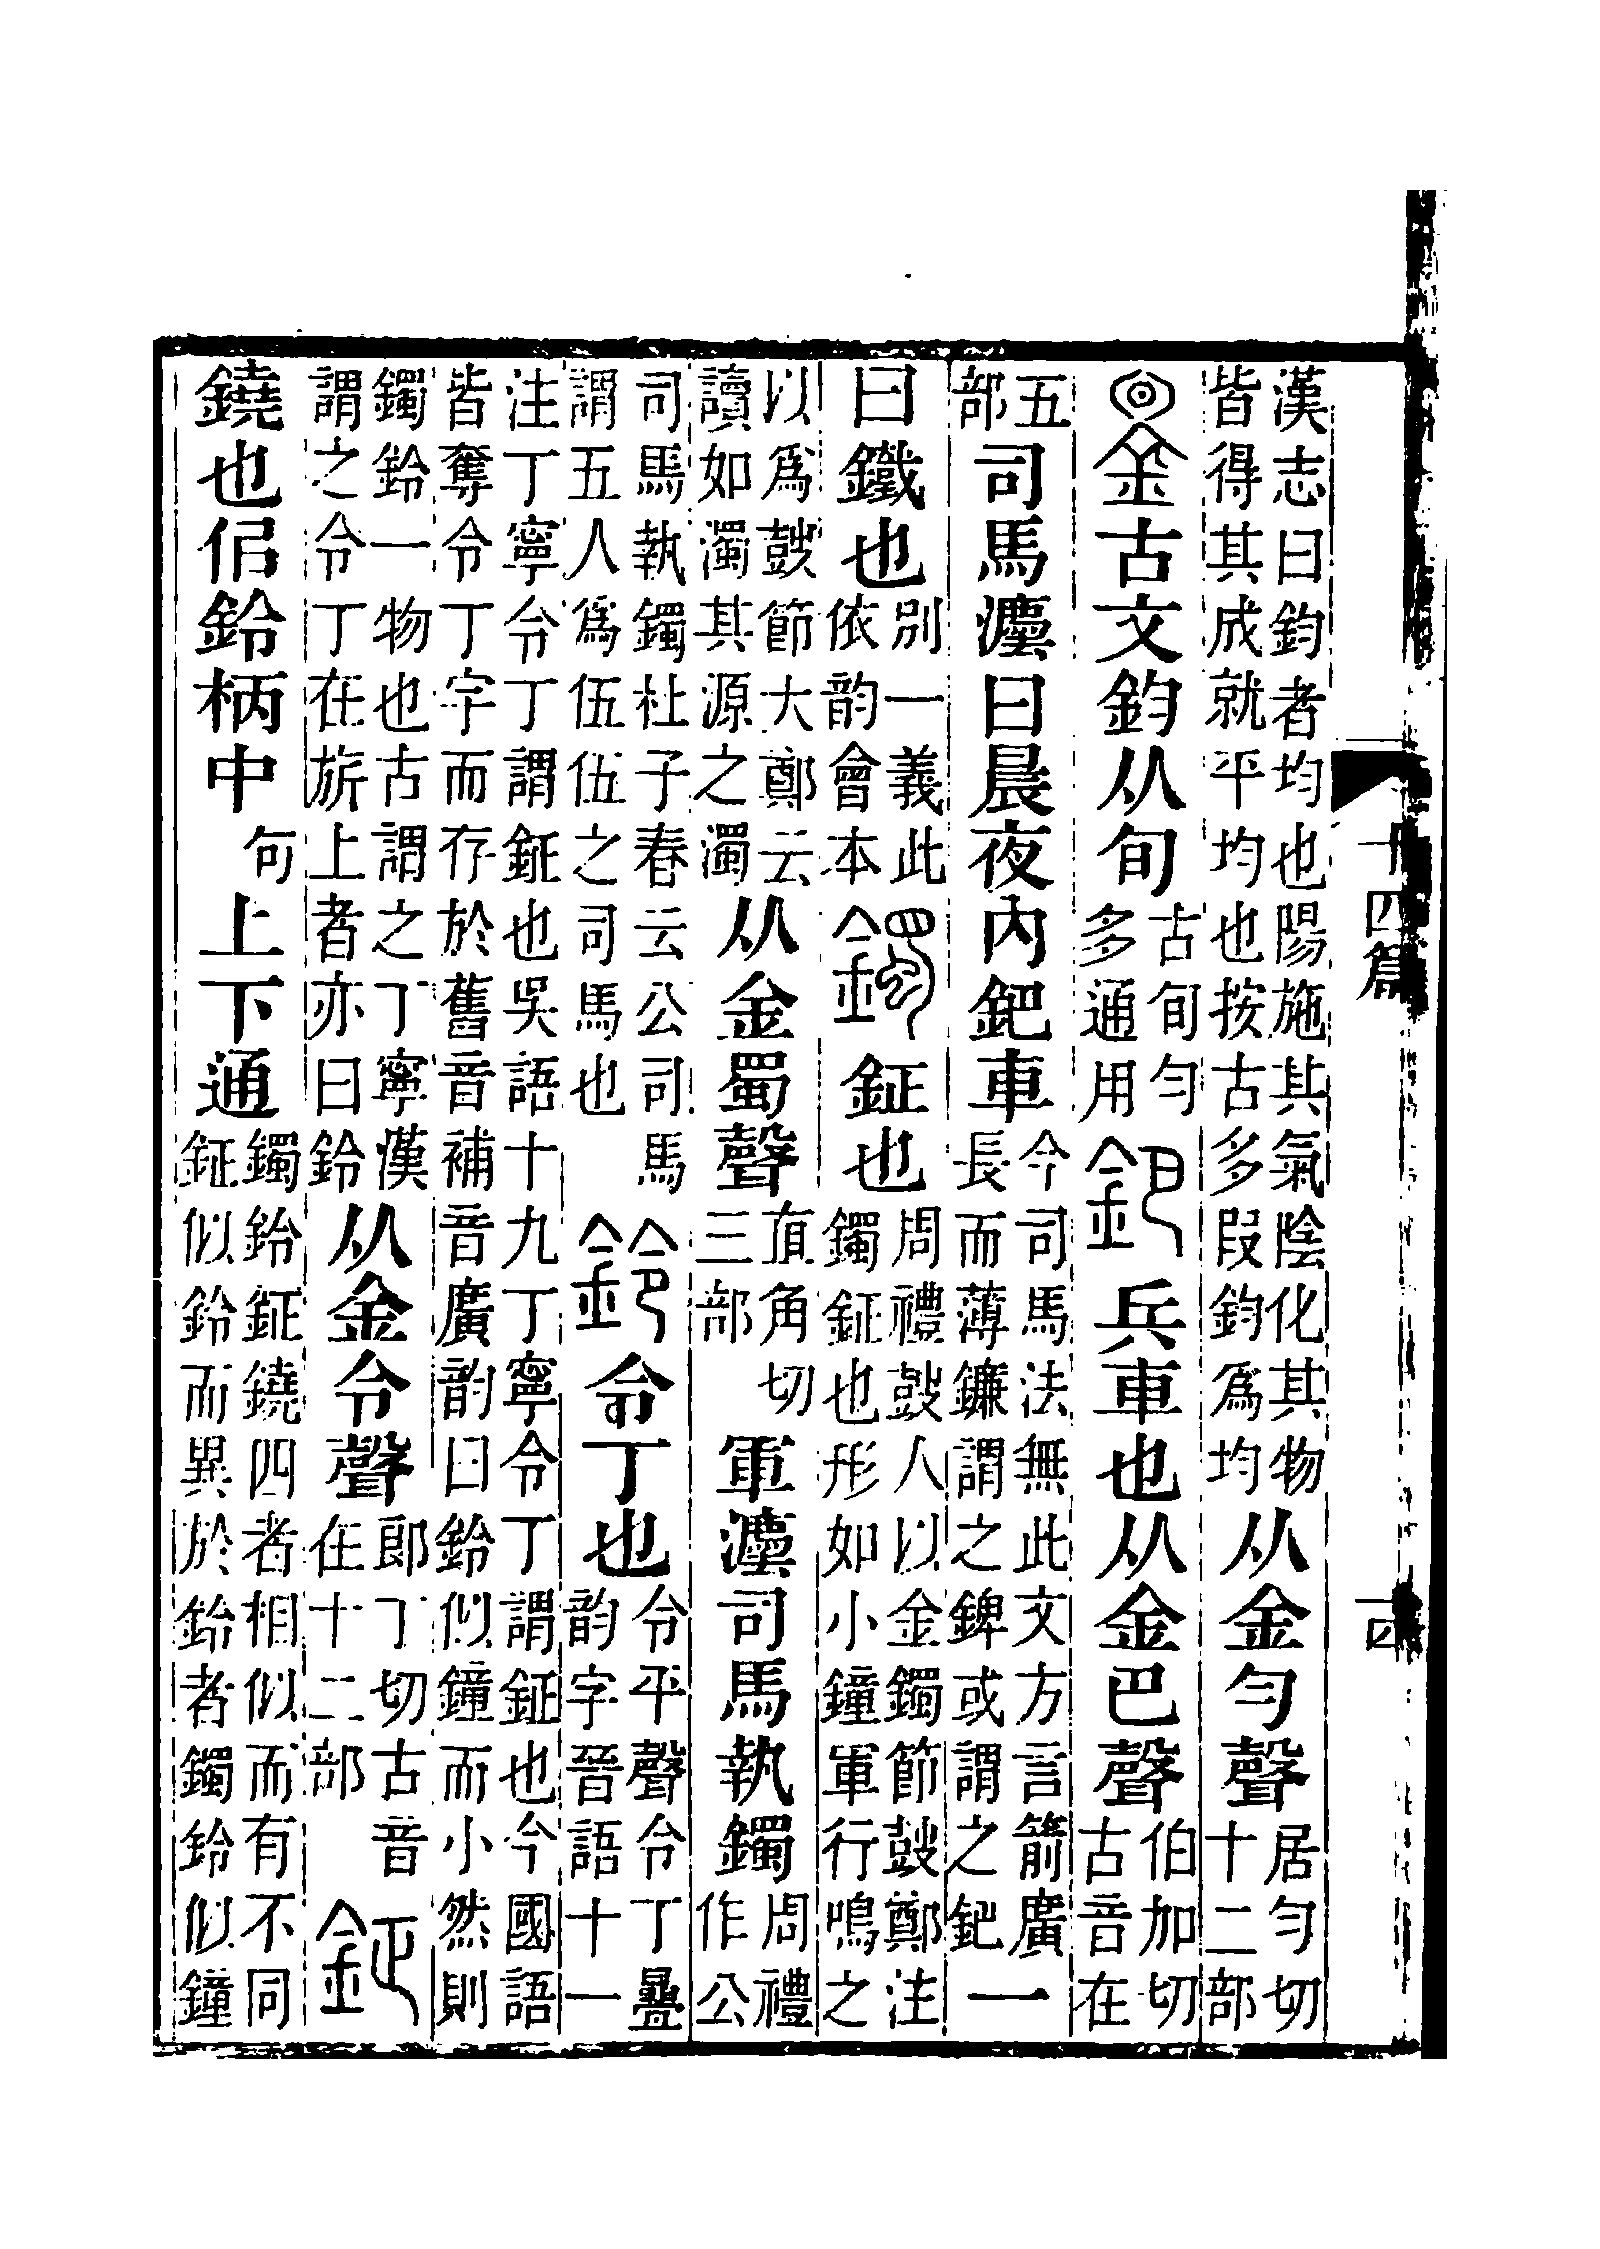 漢志曰鈞者均也陽施其氣陰化其物皆得其成就平均也按古多叚鈞爲均从金勻聲居勻切十二部
古文鈞从旬古旬勻多通用鈀兵車也从金巴聲伯加切古音在
五部司馬灋曰晨夜內鈀車今司馬法無此文方言箭廣長而薄鐮謂之錍或謂之鈀一
曰鐵也別一義此依韵會本鐲鉦也周禮鼓人以金鐲節鼓鄭注鐲鉦也形如小鐘軍行鳴之
以爲鼓節大鄭云讀如濁其源之濁从金蜀聲直角切三部軍灋司馬執鐲周禮作公
司馬執鐲杜子春云公司馬謂五人爲伍伍之司馬也鈴令丁也令平聲令丁曡韵字晉語十一
注丁寧令丁謂鉦也吳語十九丁寧令丁謂鉦也今國語皆奪令丁字而存於舊音補音廣韵曰鈴似鐘而小然則
鐲鈴一物也古謂之丁寧漢謂之令丁在旂上者亦曰鈴从金令聲郎丁切古音在十二部鉦
鐃也佀鈴柄中句上下通鐲鈴鉦鐃四者相似而有不同鉦似鈴而異於鈴者鐲鈴似鐘
十四篇